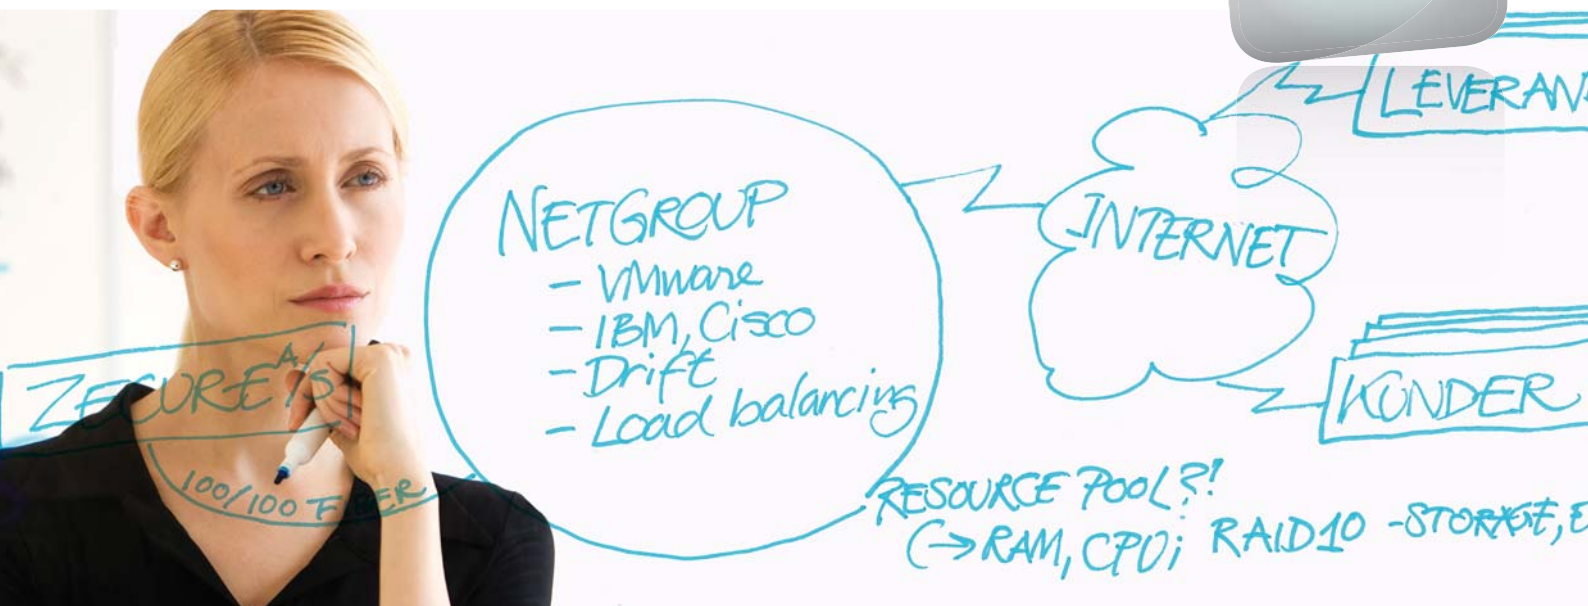 ZECURE A/S
100/100 FIBER
NETGROUP
- VMware
- IBM, Cisco
- Drift
- Load balancing
INTERNET
LEVERAN
KUNDER
RESOURCE POOL?!
(→RAM, CPU; RAID10 -STORAGE, E